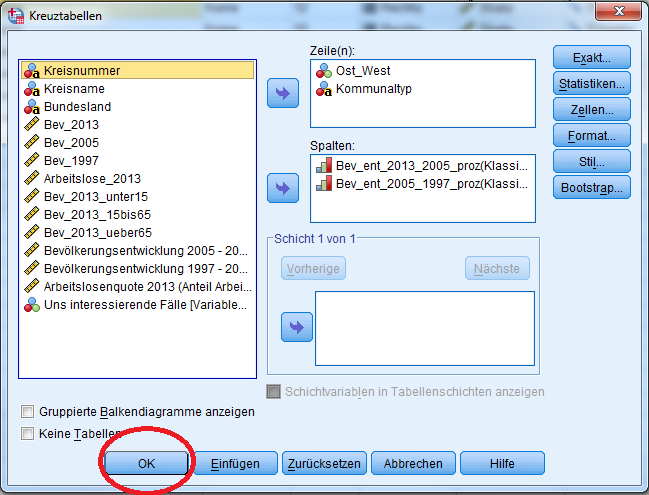 Kreuztabellen
Kreisnummer
Kreisname
Bundesland
Bev_2013
Bev_2005
Bev_1997
Arbeitslose_2013
Bev_2013_unter15
Bev_2013_15bis65
Bev_2013_ueber65
Bevölkerungsentwicklung 2005 - 20...
Bevölkerungsentwicklung 1997 - 20...
Arbeitslosenquote 2013 (Anteil Arbei...
Uns interessierende Fälle [Variable...
Zeile(n):
Ost_West
Kommunaltyp
Spalten:
Bev_ent_2013_2005_proz(Klassi...
Bev_ent_2005_1997_proz(Klassi...
Schicht 1 von 1
Vorherige
Nächste
Schichtvariablen in Tabellenschichten anzeigen
Exakt...
Statistiken...
Zellen...
Format...
Stil...
Bootstrap...
Gruppierte Balkendiagramme anzeigen
Keine Tabellen
OK Einfügen Zurücksetzen Abbrechen Hilfe